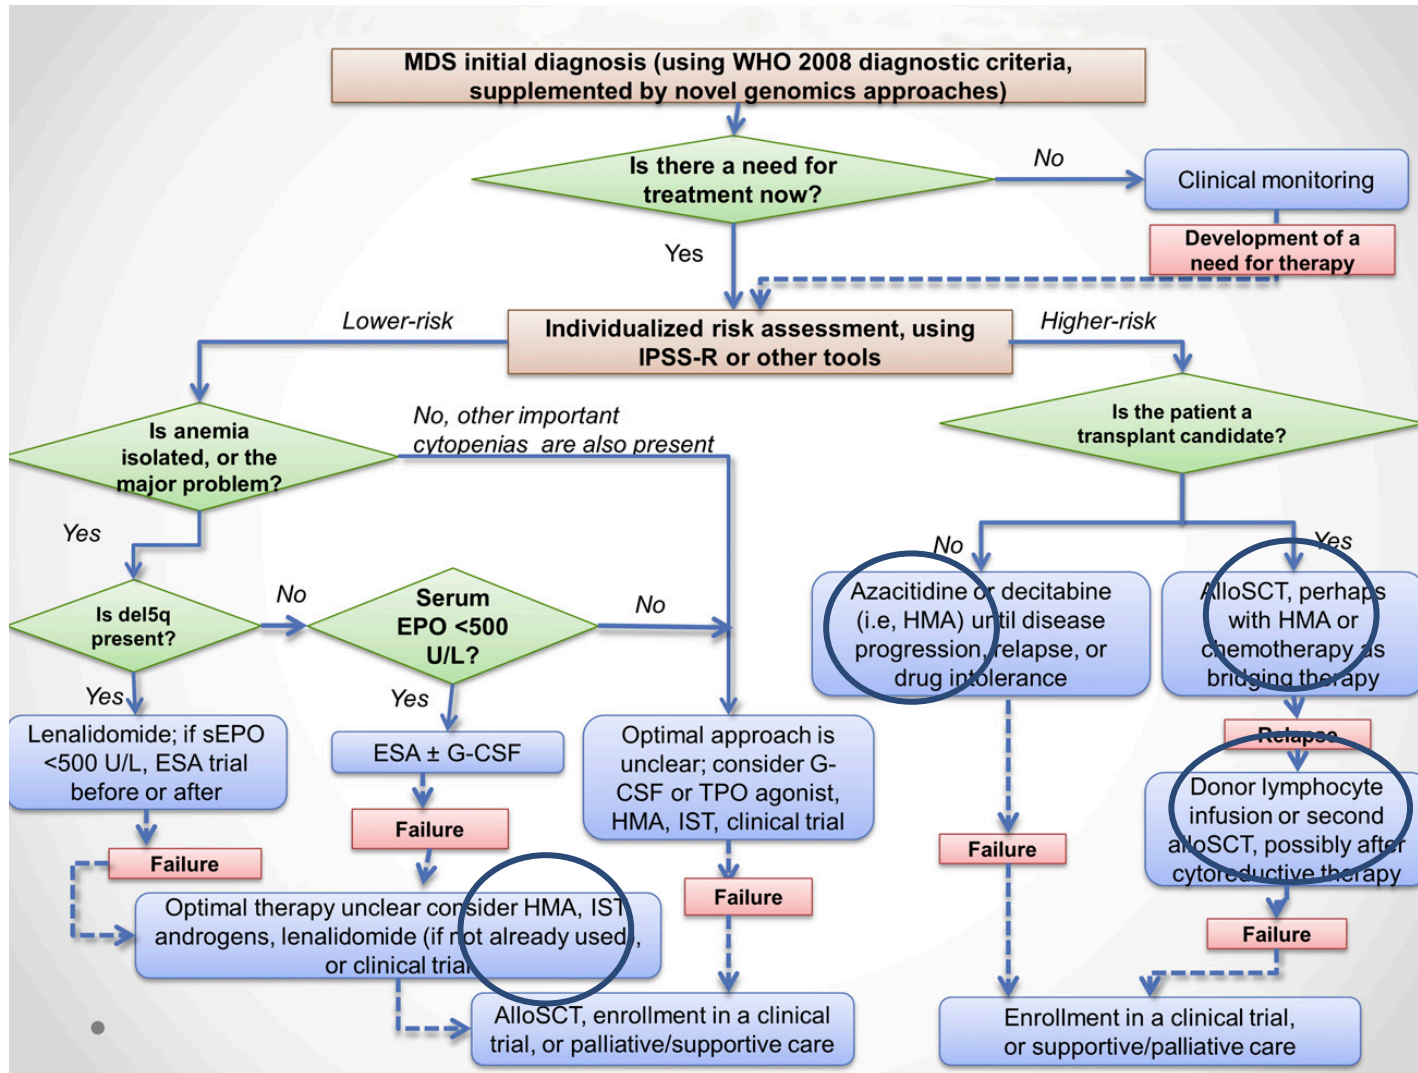 MDS initial diagnosis (using WHO 2008 diagnostic criteria,
supplemented by novel genomics approaches)
Is there a need for
treatment now?
No
Clinical monitoring
Development of a
need for therapy
Yes
Individualized risk assessment, using
IPSS-R or other tools
Lower-risk
Higher-risk
Is anemia
isolated, or the
major problem?
No, other important
cytopenias are also present
Is the patient a
transplant candidate?
Yes
No
Yes
Is del5q
present?
No
Serum
EPO <500
U/L?
No
Azacitidine or decitabine
(i.e, HMA) until disease
progression, relapse, or
drug intolerance
AlloSCT, perhaps
with HMA or
chemotherapy as
bridging therapy
Yes
Yes
Lenalidomide; if sEPO
<500 U/L, ESA trial
before or after
ESA ± G-CSF
Optimal approach is
unclear; consider G-
CSF or TPO agonist,
HMA, IST, clinical trial
Relapse
Donor lymphocyte
infusion or second
alloSCT, possibly after
cytoreductive therapy
Failure
Failure
Failure
Failure
Failure
Optimal therapy unclear consider HMA, IST
androgens, lenalidomide (if not already used),
or clinical trial
AlloSCT, enrollment in a clinical
trial, or palliative/supportive care
Enrollment in a clinical trial,
or supportive/palliative care